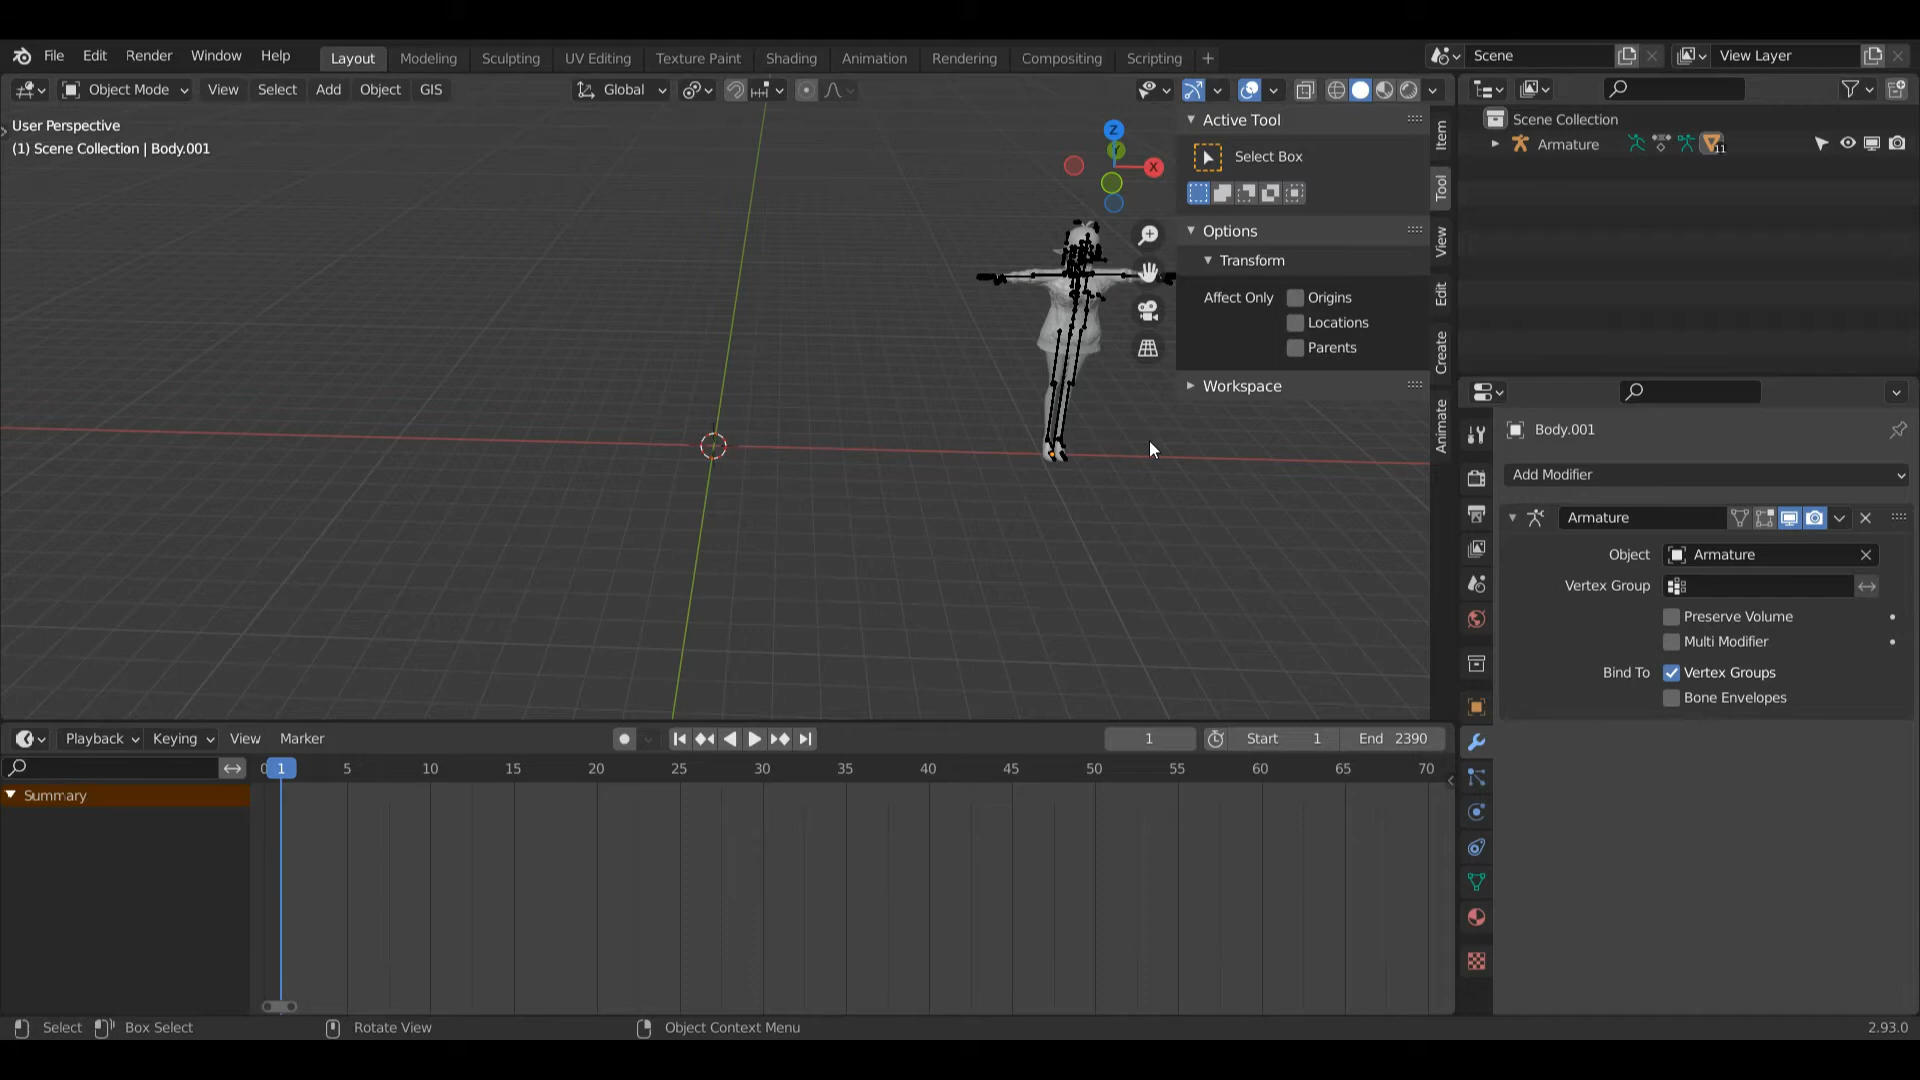 File Edit Render Window Help Layout Modeling Sculpting UV Editing Texture Paint Shading Animation Rendering Compositing Scripting + Scene View Layer
Object Mode View Select Add Object GIS Global
User Perspective
(1) Scene Collection | Body.001
Z
Y
X
Active Tool
Select Box
Options
Transform
Affect Only Origins
Locations
Parents
Workspace
Item
Tool
View
Edit
Create
Animate
Scene Collection
Armature 11
Body.001
Add Modifier
Armature
Object Armature
Vertex Group
Preserve Volume
Multi Modifier
Bind To Vertex Groups
Bone Envelopes
Playback Keying View Marker 1 Start 1 End 2390
0 1 5 10 15 20 25 30 35 40 45 50 55 60 65 70
Summary
Select Box Select Rotate View Object Context Menu 2.93.0